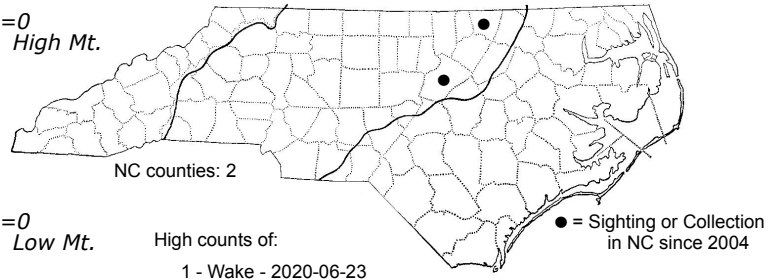 =0
High Mt.
NC counties: 2
=0
Low Mt.
High counts of:
1 - Wake - 2020-06-23
● = Sighting or Collection
in NC since 2004